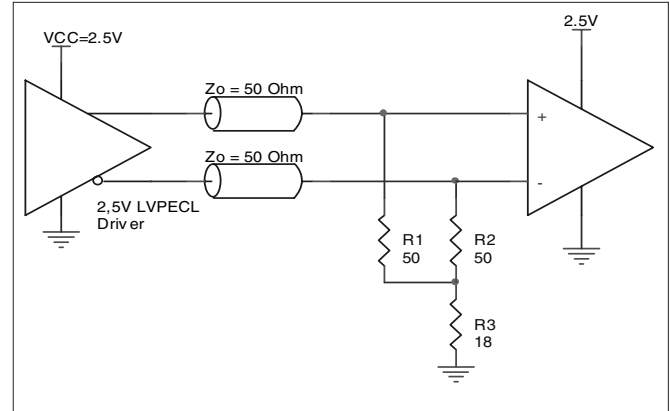 VCC=2.5V
2.5V
Zo = 50 Ohm
+
Zo = 50 Ohm
-
2,5V LVPECL
Driver
R1
50
R2
50
R3
18